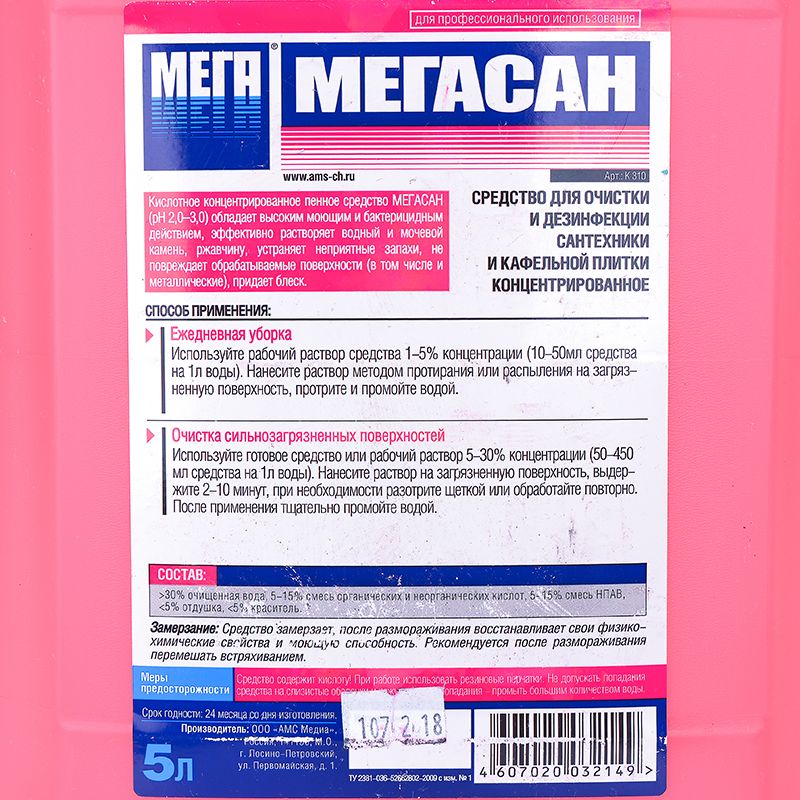 для профессионального использования
МЕГА®
МЕГАСАН
www.ams-ch.ru
Арт.: К 310
Кислотное концентрированное пенное средство МЕГАСАН
(pH 2,0–3,0) обладает высоким моющим и бактерицидным
действием, эффективно растворяет водный и мочевой
камень, ржавчину, устраняет неприятные запахи, не
повреждает обрабатываемые поверхности (в том числе и
металлические), придает блеск.
СРЕДСТВО ДЛЯ ОЧИСТКИ
И ДЕЗИНФЕКЦИИ
САНТЕХНИКИ
И КАФЕЛЬНОЙ ПЛИТКИ
КОНЦЕНТРИРОВАННОЕ
СПОСОБ ПРИМЕНЕНИЯ:
Ежедневная уборка
Используйте рабочий раствор средства 1–5% концентрации (10–50мл средства
на 1л воды). Нанесите раствор методом протирания или распыления на загряз-
ненную поверхность, протрите и промойте водой.
Очистка сильнозагрязненных поверхностей
Используйте готовое средство или рабочий раствор 5–30% концентрации (50–450
мл средства на 1л воды). Нанесите раствор на загрязненную поверхность, выдер-
жите 2–10 минут, при необходимости разотрите щеткой или обработайте повторно.
После применения тщательно промойте водой.
СОСТАВ:
>30% очищенная вода, 5–15% смесь органических и неорганических кислот, 5–15% смесь НПАВ,
<5% отдушка, <5% краситель.
Замерзание: Средство замерзает, после размораживания восстанавливает свои физико-
химические свойства и моющую способность. Рекомендуется после размораживания
перемешать встряхиванием.
Меры
предосторожности
Средство содержит кислоту! При работе использовать резиновые перчатки. Не допускать попадания
средства на слизистые попадания – промыть большим количеством воды.
Срок годности: 24 месяца со дня изготовления.
Производитель: ООО «АМС Медиа»,
Россия, М.О.,
г. Лосино-Петровский,
ул. Первомайская, д. 1.
5л
107 2.18
ТУ 2381-036-52662802-2009 с изм. № 1
4 607020 032149 >